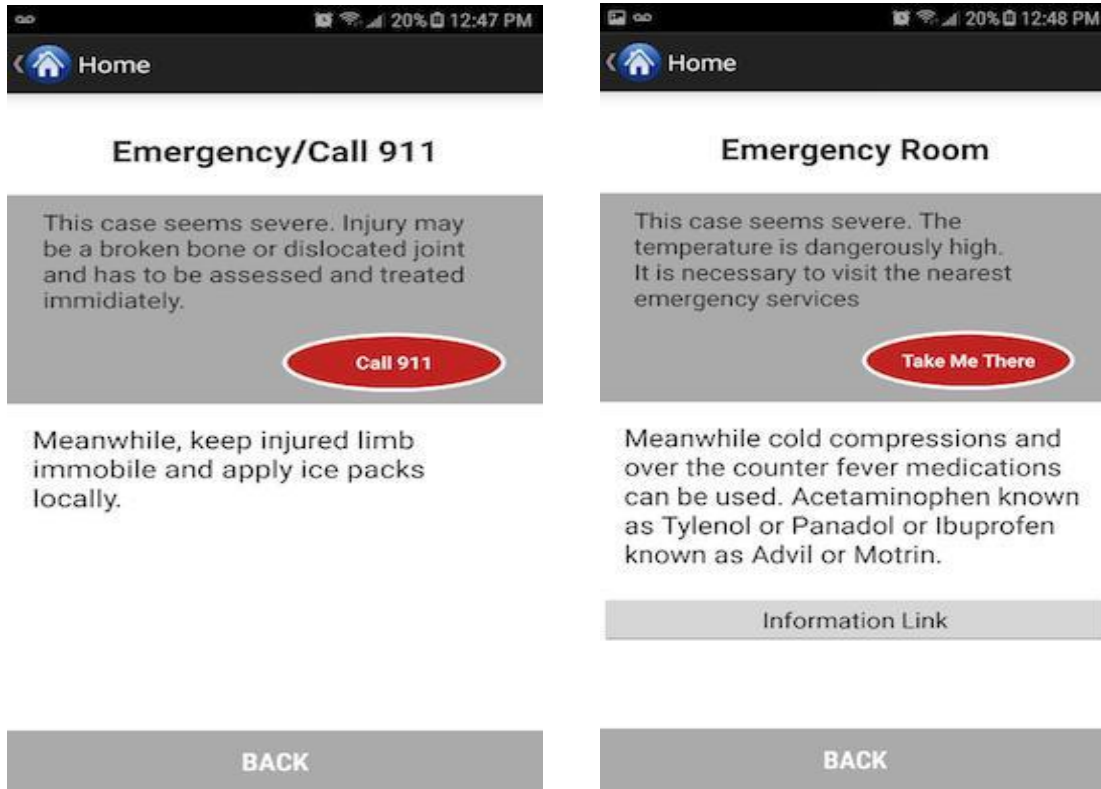 20% 12:47 PM
Home
Emergency/Call 911
This case seems severe. Injury may
be a broken bone or dislocated joint
and has to be assessed and treated
immidiately.
Call 911
Meanwhile, keep injured limb
immobile and apply ice packs
locally.
BACK
20% 12:48 PM
Home
Emergency Room
This case seems severe. The
temperature is dangerously high.
It is necessary to visit the nearest
emergency services
Take Me There
Meanwhile cold compressions and
over the counter fever medications
can be used. Acetaminophen known
as Tylenol or Panadol or Ibuprofen
known as Advil or Motrin.
Information Link
BACK